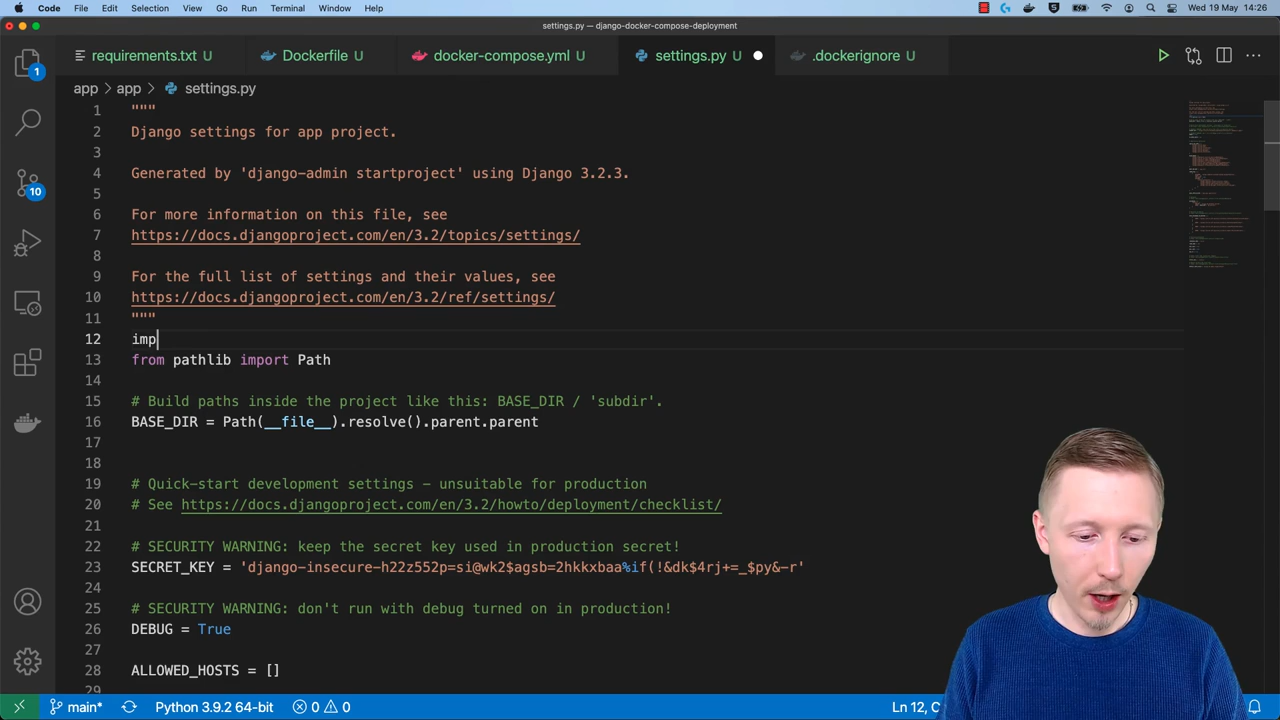 Code File Edit Selection View Go Run Terminal Window Help Wed 19 May 14:26
settings.py — django-docker-compose-deployment
requirements.txt U Dockerfile U docker-compose.yml U settings.py U .dockerignore U
app > app > settings.py
1 """
2 Django settings for app project.
3
4 Generated by 'django-admin startproject' using Django 3.2.3.
5
6 For more information on this file, see
7 https://docs.djangoproject.com/en/3.2/topics/settings/
8
9 For the full list of settings and their values, see
10 https://docs.djangoproject.com/en/3.2/ref/settings/
11 """
12 imp
13 from pathlib import Path
14
15 # Build paths inside the project like this: BASE_DIR / 'subdir'.
16 BASE_DIR = Path(__file__).resolve().parent.parent
17
18
19 # Quick-start development settings - unsuitable for production
20 # See https://docs.djangoproject.com/en/3.2/howto/deployment/checklist/
21
22 # SECURITY WARNING: keep the secret key used in production secret!
23 SECRET_KEY = 'django-insecure-h22z552p=si@wk2$agsb=2hkkxbaa%if(!&dk$4rj+=_$py&-r'
24
25 # SECURITY WARNING: don't run with debug turned on in production!
26 DEBUG = True
27
28 ALLOWED_HOSTS = []
29
1
10
main* Python 3.9.2 64-bit 0 0 Ln 12, C